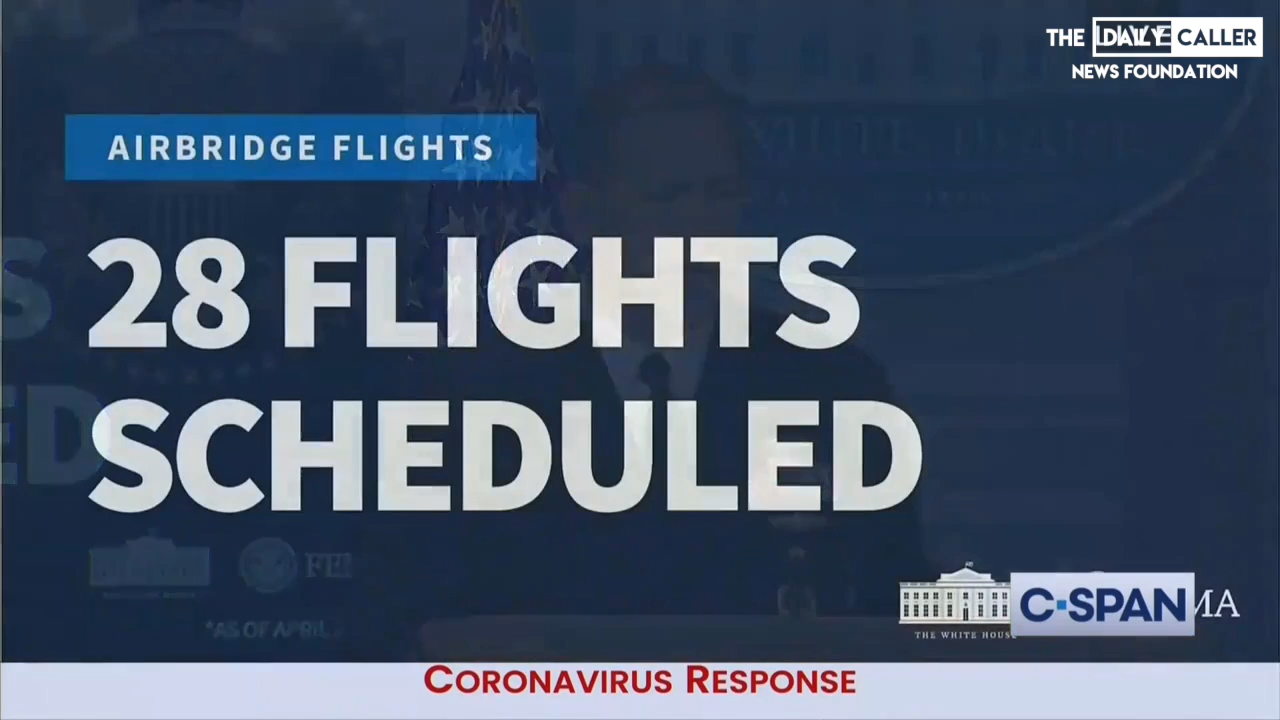 THE DAILY CALLER
NEWS FOUNDATION
AIRBRIDGE FLIGHTS
28 FLIGHTS
SCHEDULED
*AS OF APRIL
THE WHITE HOUSE
C-SPAN
CORONAVIRUS RESPONSE